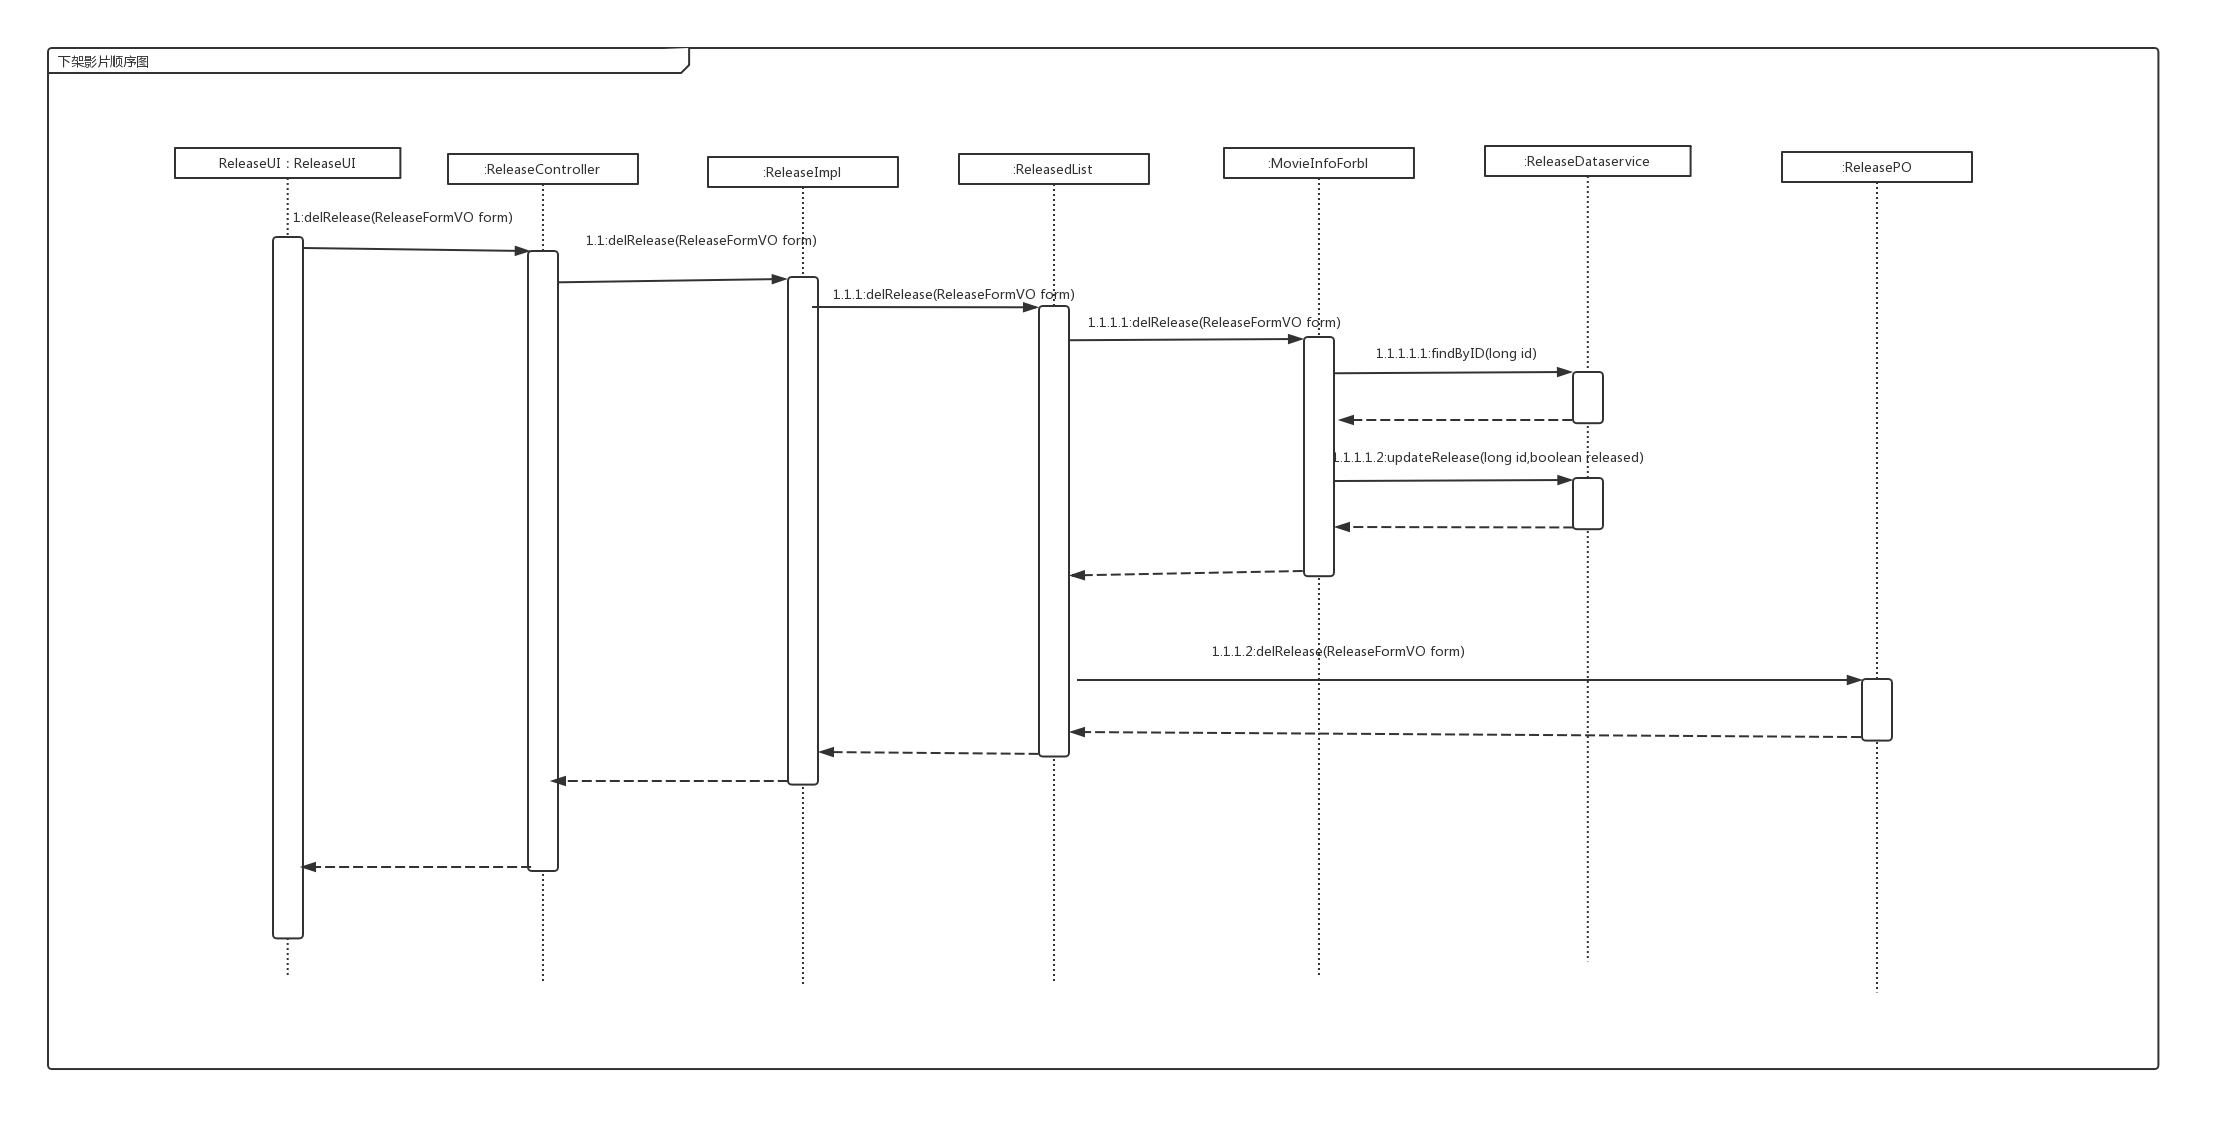 下架影片顺序图
ReleaseUI : ReleaseUI
:ReleaseController
:ReleaseImpl
:ReleasedList
:MovieInfoForbl
:ReleaseDataservice
:ReleasePO
1:delRelease(ReleaseFormVO form)
1.1:delRelease(ReleaseFormVO form)
1.1.1:delRelease(ReleaseFormVO form)
1.1.1.1:delRelease(ReleaseFormVO form)
1.1.1.1.1:findByID(long id)
1.1.1.1.2:updateRelease(long id,boolean released)
1.1.1.2:delRelease(ReleaseFormVO form)